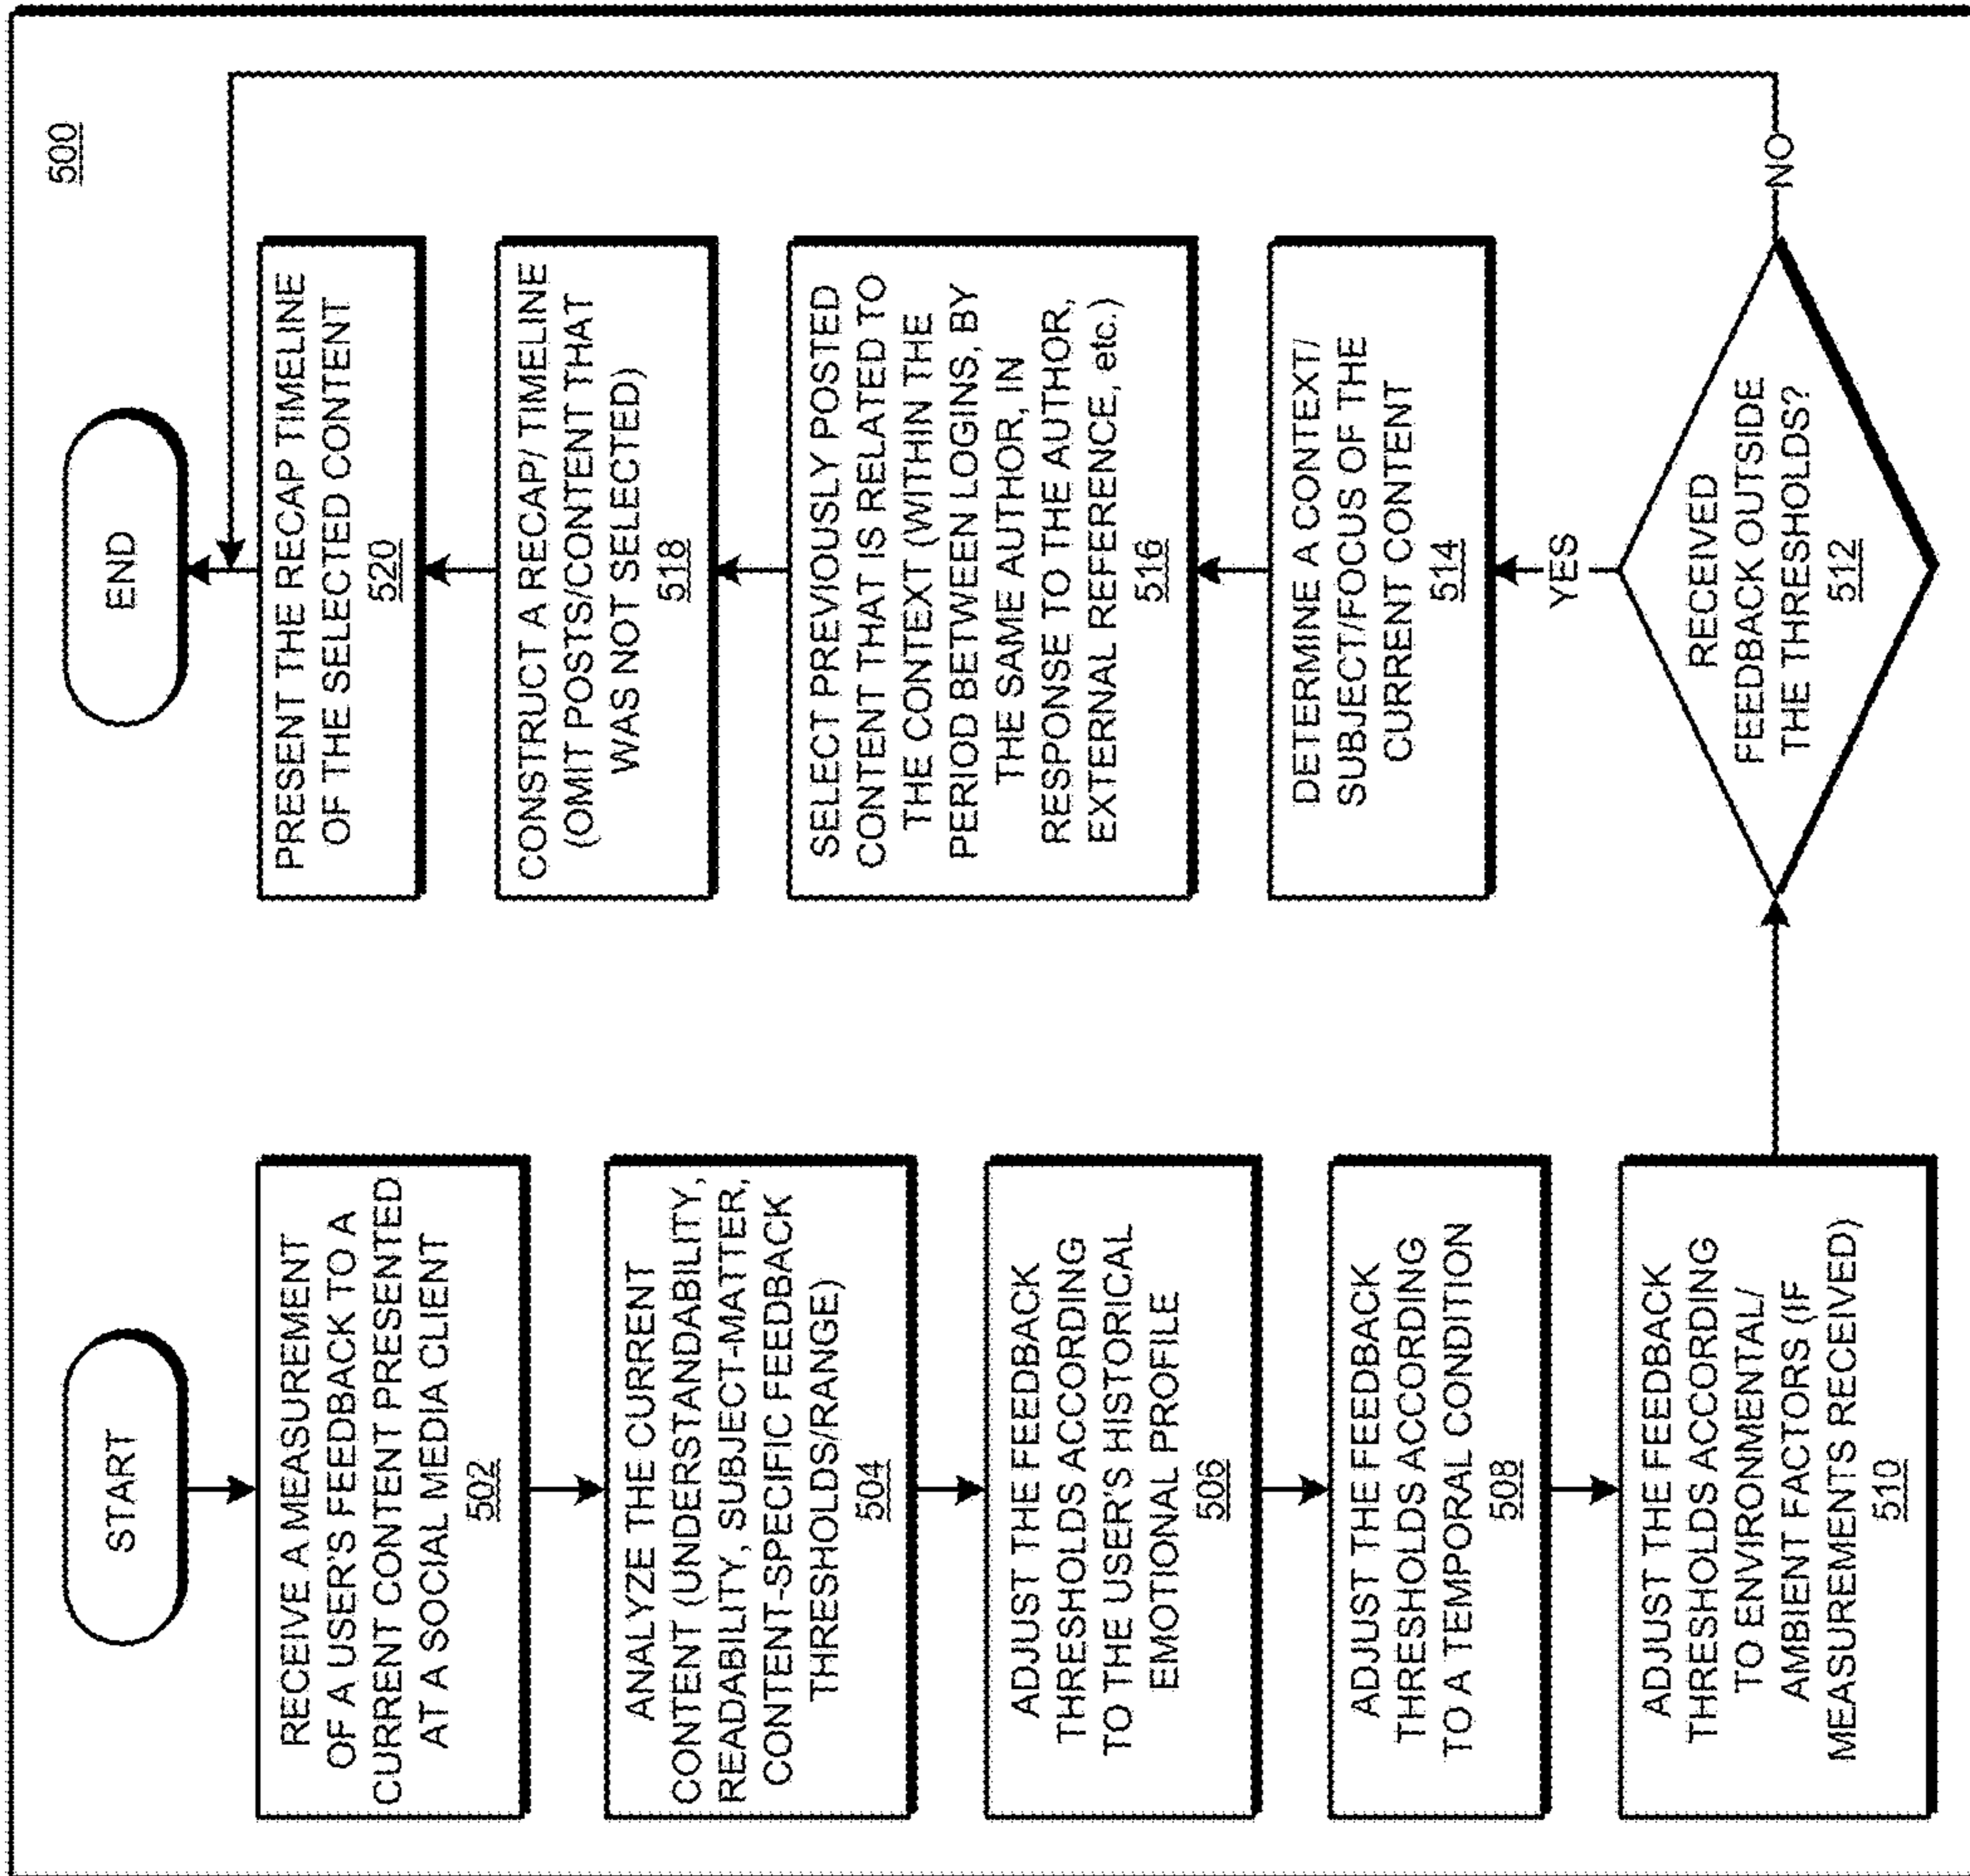 500
START
RECEIVE A MEASUREMENT
OF A USER'S FEEDBACK TO A
CURRENT CONTENT PRESENTED
AT A SOCIAL MEDIA CLIENT
502
ANALYZE THE CURRENT
CONTENT (UNDERSTANDABILITY,
READABILITY, SUBJECT-MATTER,
CONTENT-SPECIFIC FEEDBACK
THRESHOLDS/RANGE)
504
ADJUST THE FEEDBACK
THRESHOLDS ACCORDING
TO THE USER'S HISTORICAL
EMOTIONAL PROFILE
506
ADJUST THE FEEDBACK
THRESHOLDS ACCORDING
TO A TEMPORAL CONDITION
508
ADJUST THE FEEDBACK
THRESHOLDS ACCORDING
TO ENVIRONMENTAL/
AMBIENT FACTORS (IF
MEASUREMENTS RECEIVED)
510
RECEIVED
FEEDBACK OUTSIDE
THE THRESHOLDS?
512
NO
YES
DETERMINE A CONTEXT/
SUBJECT/FOCUS OF THE
CURRENT CONTENT
514
SELECT PREVIOUSLY POSTED
CONTENT THAT IS RELATED TO
THE CONTEXT (WITHIN THE
PERIOD BETWEEN LOGINS, BY
THE SAME AUTHOR, IN
RESPONSE TO THE AUTHOR,
EXTERNAL REFERENCE, etc.)
516
CONSTRUCT A RECAP/ TIMELINE
(OMIT POSTS/CONTENT THAT
WAS NOT SELECTED)
518
PRESENT THE RECAP TIMELINE
OF THE SELECTED CONTENT
520
END